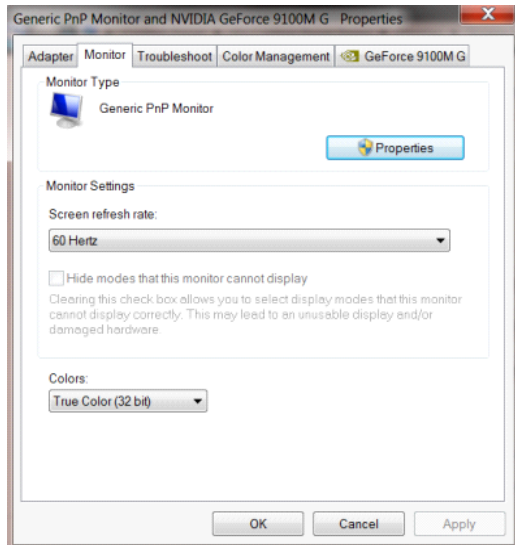 Generic PnP Monitor and NVIDIA GeForce 9100M G Properties
X
Adapter Monitor Troubleshoot Color Management GeForce 9100M G
Monitor Type
Generic PnP Monitor
Properties
Monitor Settings
Screen refresh rate:
60 Hertz
Hide modes that this monitor cannot display
Clearing this check box allows you to select display modes that this monitor
cannot display correctly. This may lead to an unusable display and/or
damaged hardware.
Colors:
True Color (32 bit)
OK Cancel Apply